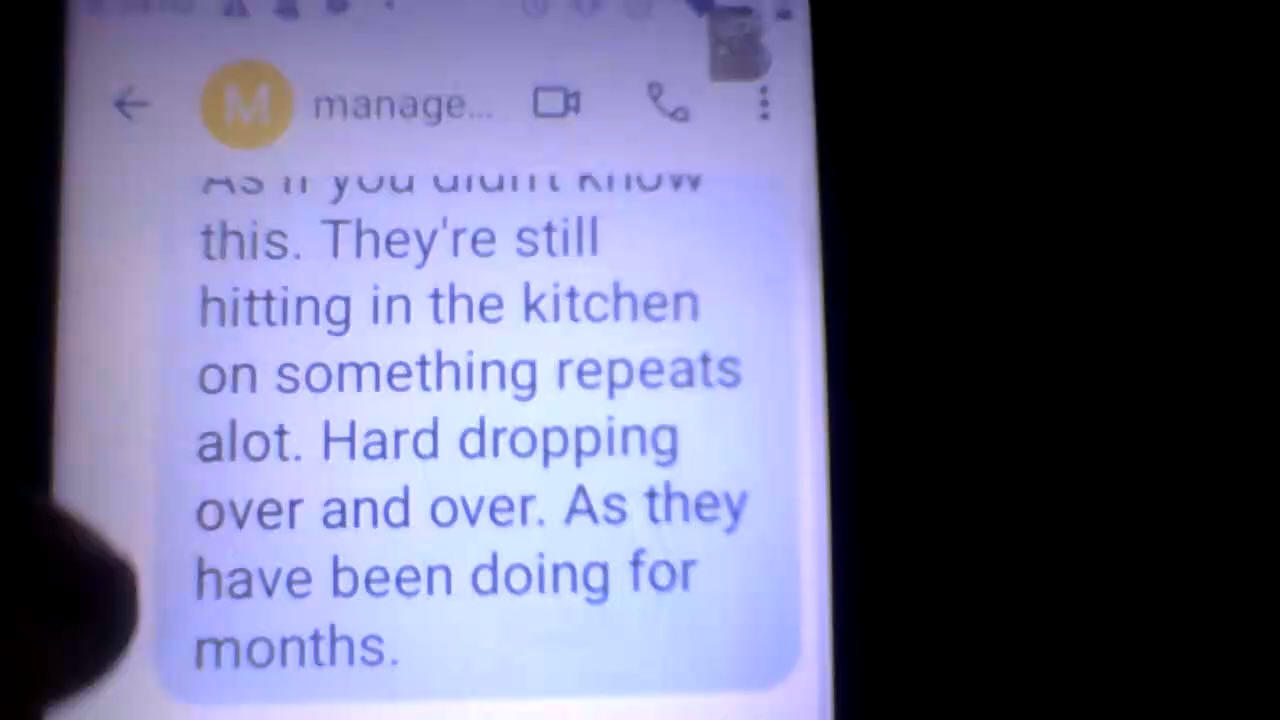 M manage...
As if you didn't know
this. They're still
hitting in the kitchen
on something repeats
alot. Hard dropping
over and over. As they
have been doing for
months.